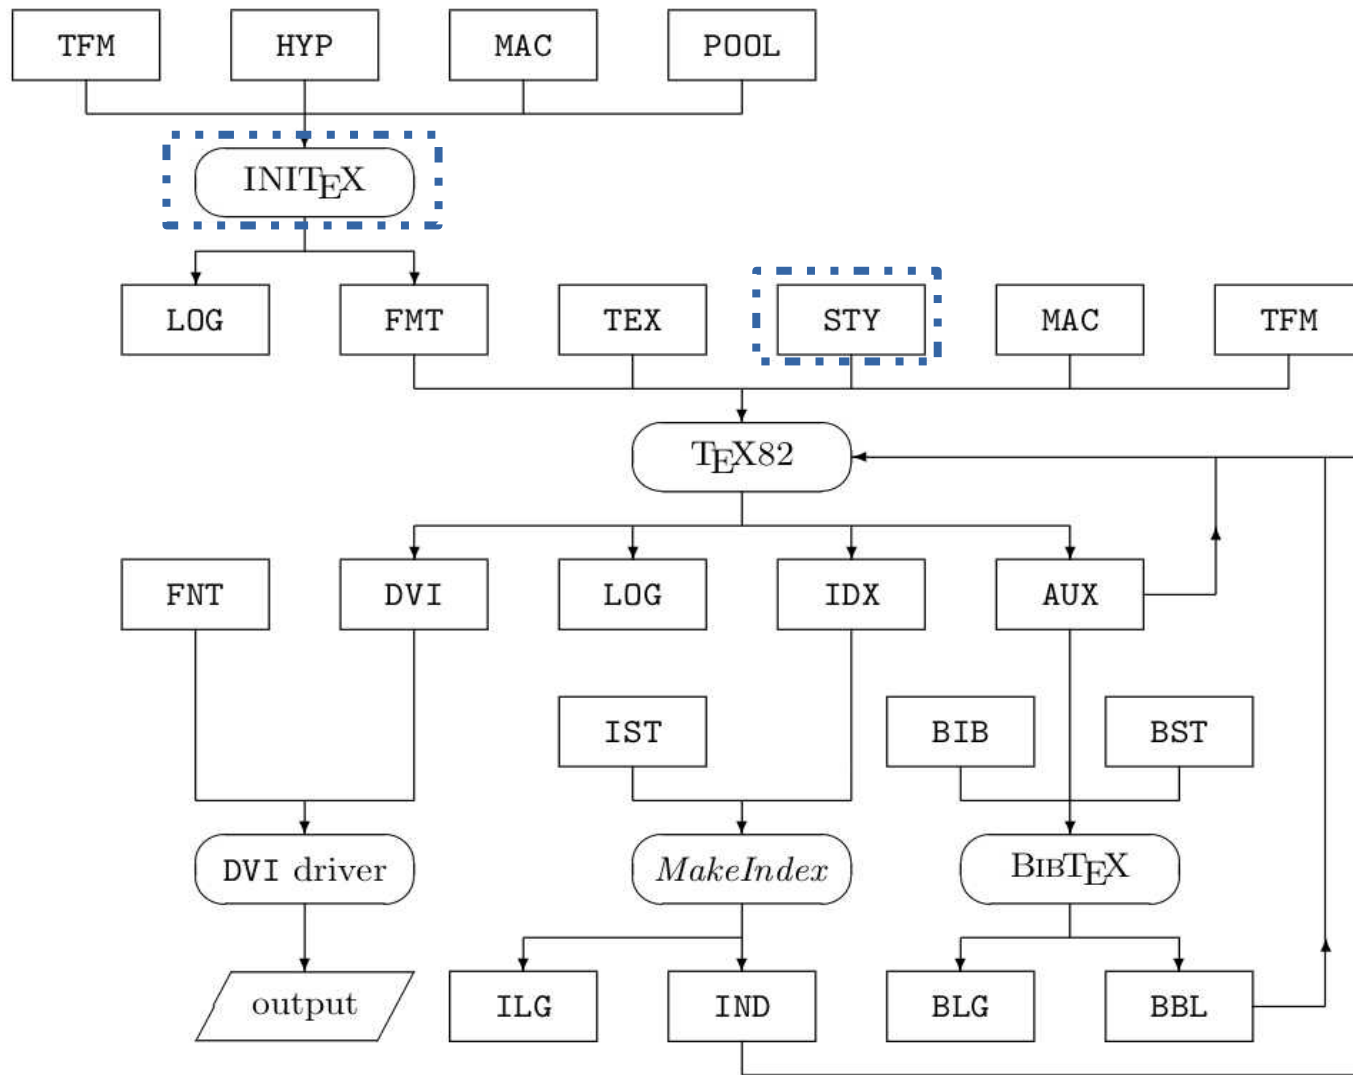 TFM HYP MAC POOL
INITEX
LOG FMT TEX STY MAC TFM
TEX82
FNT DVI LOG IDX AUX
IST BIB BST
DVI driver MakeIndex BIBTEX
output ILG IND BLG BBL